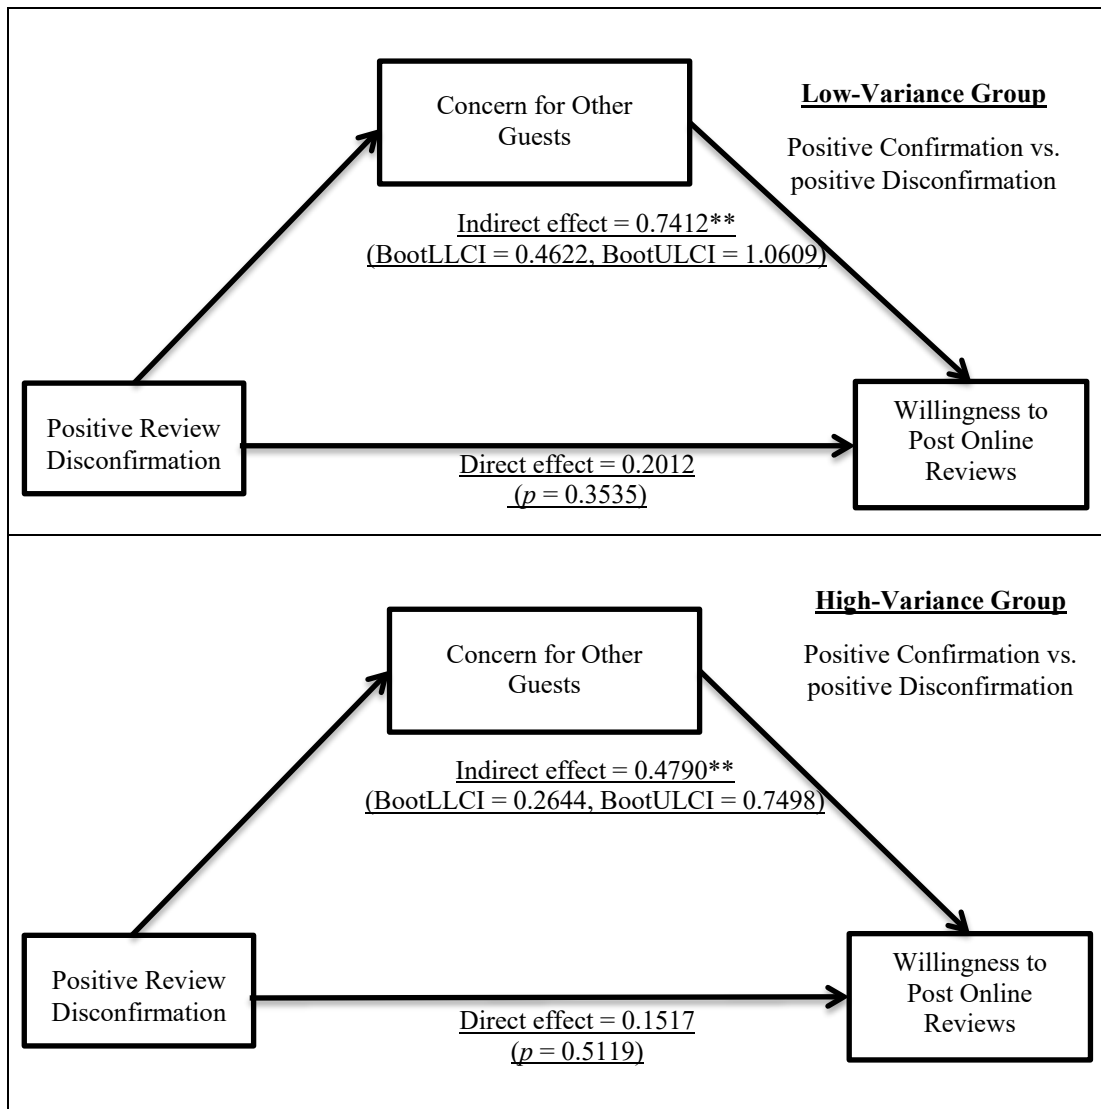 Concern for Other
Guests
Low-Variance Group
Positive Confirmation vs.
positive Disconfirmation
Indirect effect = 0.7412**
(BootLLCI = 0.4622, BootULCI = 1.0609)
Positive Review
Disconfirmation
Willingness to
Post Online
Reviews
Direct effect = 0.2012
(p = 0.3535)
High-Variance Group
Concern for Other
Guests
Positive Confirmation vs.
positive Disconfirmation
Indirect effect = 0.4790**
(BootLLCI = 0.2644, BootULCI = 0.7498)
Positive Review
Disconfirmation
Willingness to
Post Online
Reviews
Direct effect = 0.1517
(p = 0.5119)